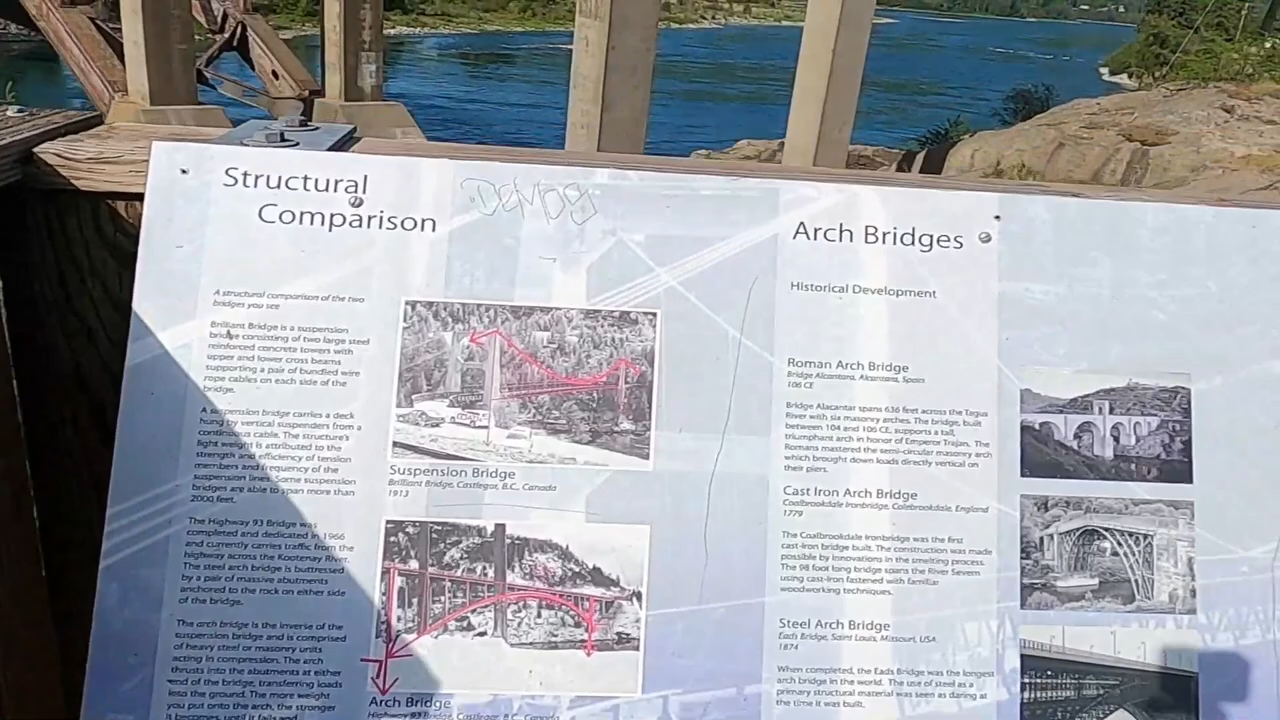 Structural
Comparison
A structural comparison of the two
bridges you see
Brilliant Bridge is a suspension
bridge consisting of two large steel
reinforced concrete towers with
upper and lower cross beams
supporting a pair of bundled wire
rope cables on each side of the
bridge.
A suspension bridge carries a deck
hung by vertical suspenders from a
continuous cable. The structure's
light weight is attributed to the
strength and efficiency of tension
members and frequency of the
suspension lines. Some suspension
bridges are able to span more than
2000 feet.
The Highway 93 Bridge was
completed and dedicated in 1966
and currently carries traffic from the
highway across the Kootenay River.
The steel arch bridge is buttressed
by a pair of massive abutments
anchored to the rock on either side
of the bridge.
The arch bridge is the inverse of the
suspension bridge and is comprised
of heavy steel or masonry units
acting in compression. The arch
thrusts into the abutments at either
end of the bridge, transferring loads
into the ground. The more weight
you put onto the arch, the stronger
it becomes, until it fails and
Suspension Bridge
Brilliant Bridge, Castlegar, B.C., Canada
1913
Arch Bridge
Highway 93 Bridge, Castlegar, B.C., Canada
Arch Bridges
Historical Development
Roman Arch Bridge
Bridge Alcantara, Alcantara, Spain
106 CE
Bridge Alacantar spans 636 feet across the Tagus
River with six masonry arches. The bridge, built
between 104 and 106 CE, supports a tall,
triumphant arch in honor of Emperor Trajan. The
Romans mastered the semi-circular masonry arch
which brought down loads directly vertical on
their piers.
Cast Iron Arch Bridge
Coalbrookdale Ironbridge, Colebrookdale, England
1779
The Coalbrookdale Ironbridge was the first
cast-iron bridge built. The construction was made
possible by innovations in the smelting process.
The 98 foot long bridge spans the River Severn
using cast-iron fastened with familiar
woodworking techniques.
Steel Arch Bridge
Eads Bridge, Saint Louis, Missouri, USA
1874
When completed, the Eads Bridge was the longest
arch bridge in the world. The use of steel as a
primary structural material was seen as daring at
the time it was built.